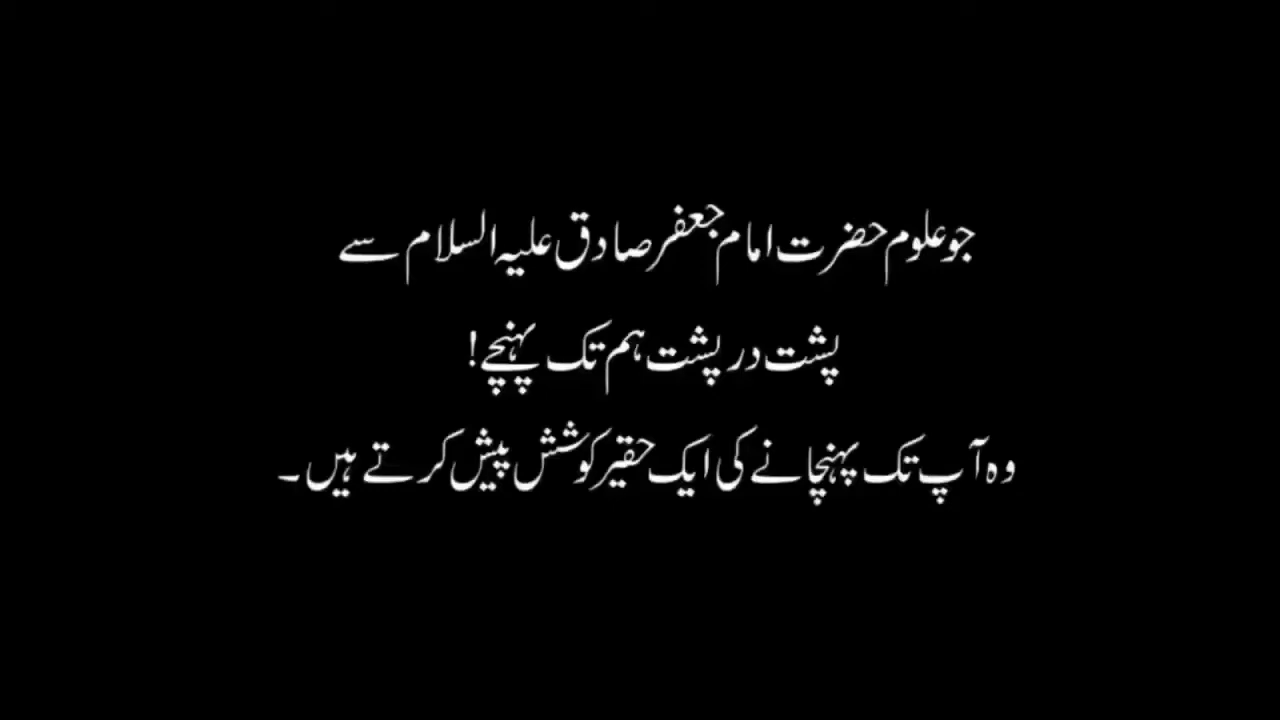 جو علوم حضرت امام جعفر صادق علیہ السلام سے
پشت در پشت ہم تک پہنچے!
وہ آپ تک پہنچانے کی ایک حقیر کوشش پیش کرتے ہیں۔